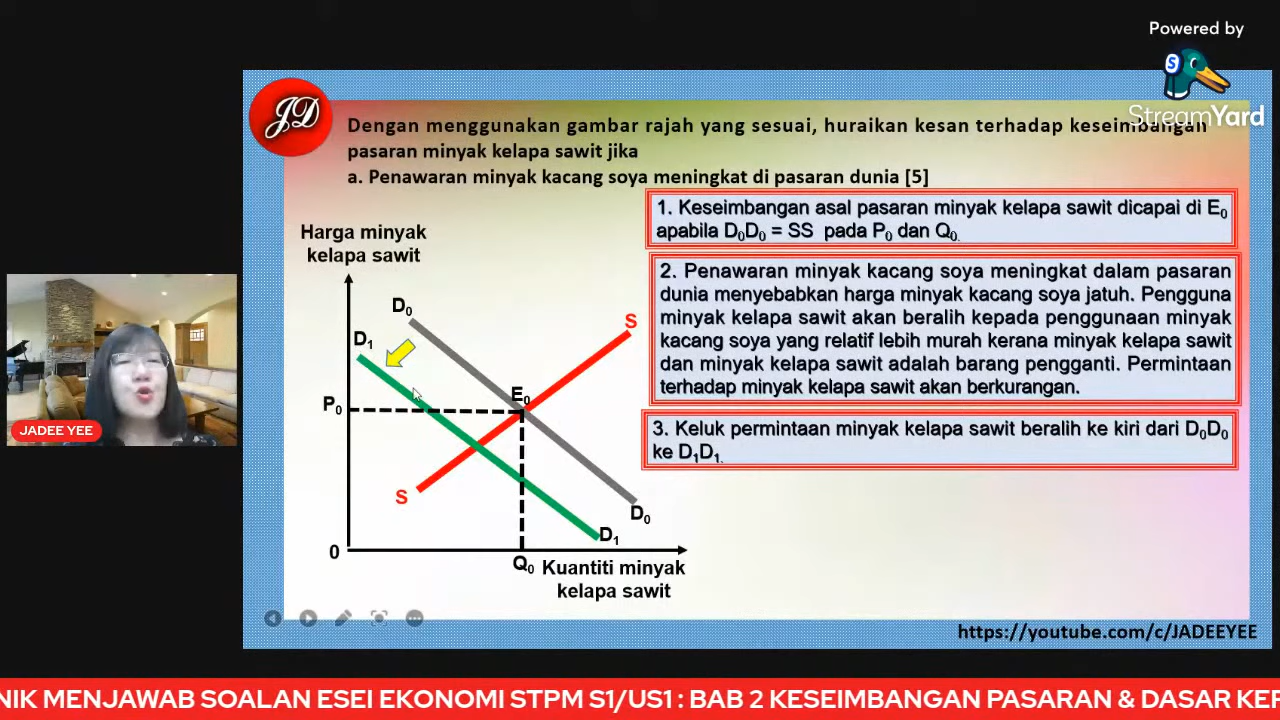 Powered by
S
StreamYard
JD
Dengan menggunakan gambar rajah yang sesuai, huraikan kesan terhadap keseimbangan
pasaran minyak kelapa sawit jika
a. Penawaran minyak kacang soya meningkat di pasaran dunia [5]
1. Keseimbangan asal pasaran minyak kelapa sawit dicapai di E₀
apabila D₀D₀ = SS pada P₀ dan Q₀.
2. Penawaran minyak kacang soya meningkat dalam pasaran
dunia menyebabkan harga minyak kacang soya jatuh. Pengguna
minyak kelapa sawit akan beralih kepada penggunaan minyak
kacang soya yang relatif lebih murah kerana minyak kelapa sawit
dan minyak kelapa sawit adalah barang pengganti. Permintaan
terhadap minyak kelapa sawit akan berkurangan.
3. Keluk permintaan minyak kelapa sawit beralih ke kiri dari D₀D₀
ke D₁D₁.
Harga minyak
kelapa sawit
D₀
S
D₁
E₀
P₀
S
D₀
D₁
0
Q₀
Kuantiti minyak
kelapa sawit
JADEE YEE
https://youtube.com/c/JADEEYEE
NIK MENJAWAB SOALAN ESEI EKONOMI STPM S1/US1 : BAB 2 KESEIMBANGAN PASARAN & DASAR KER